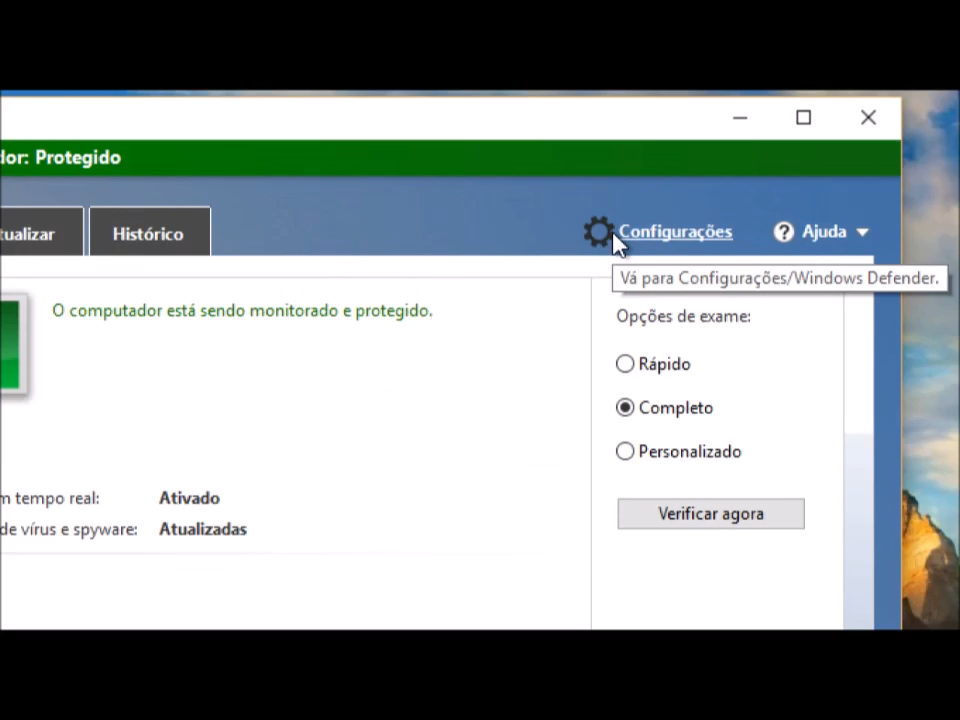 dor: Protegido
tualizar
Histórico
Configurações
Ajuda
Vá para Configurações/Windows Defender.
O computador está sendo monitorado e protegido.
Opções de exame:
Rápido
Completo
Personalizado
Verificar agora
m tempo real: Ativado
de vírus e spyware: Atualizadas